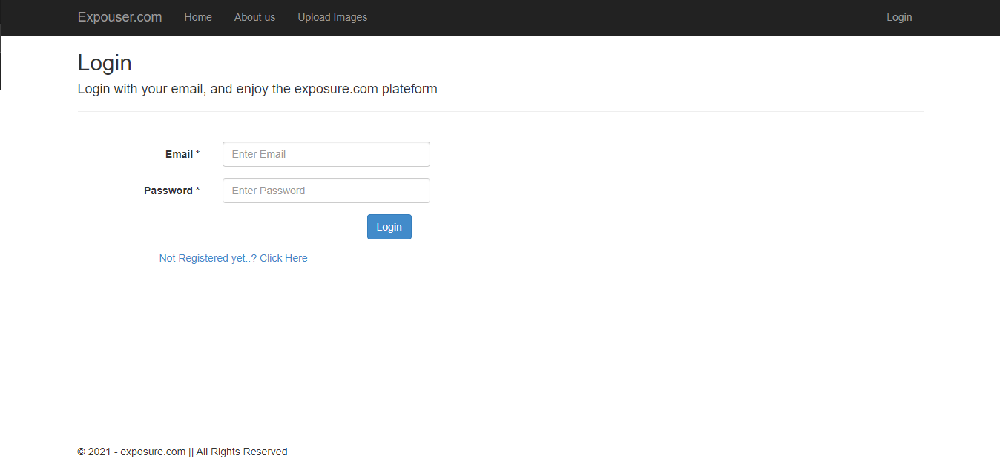 Expouser.com Home About us Upload Images Login
Login
Login with your email, and enjoy the exposure.com plateform
Email * Enter Email
Password * Enter Password
Login
Not Registered yet..? Click Here
© 2021 - exposure.com || All Rights Reserved